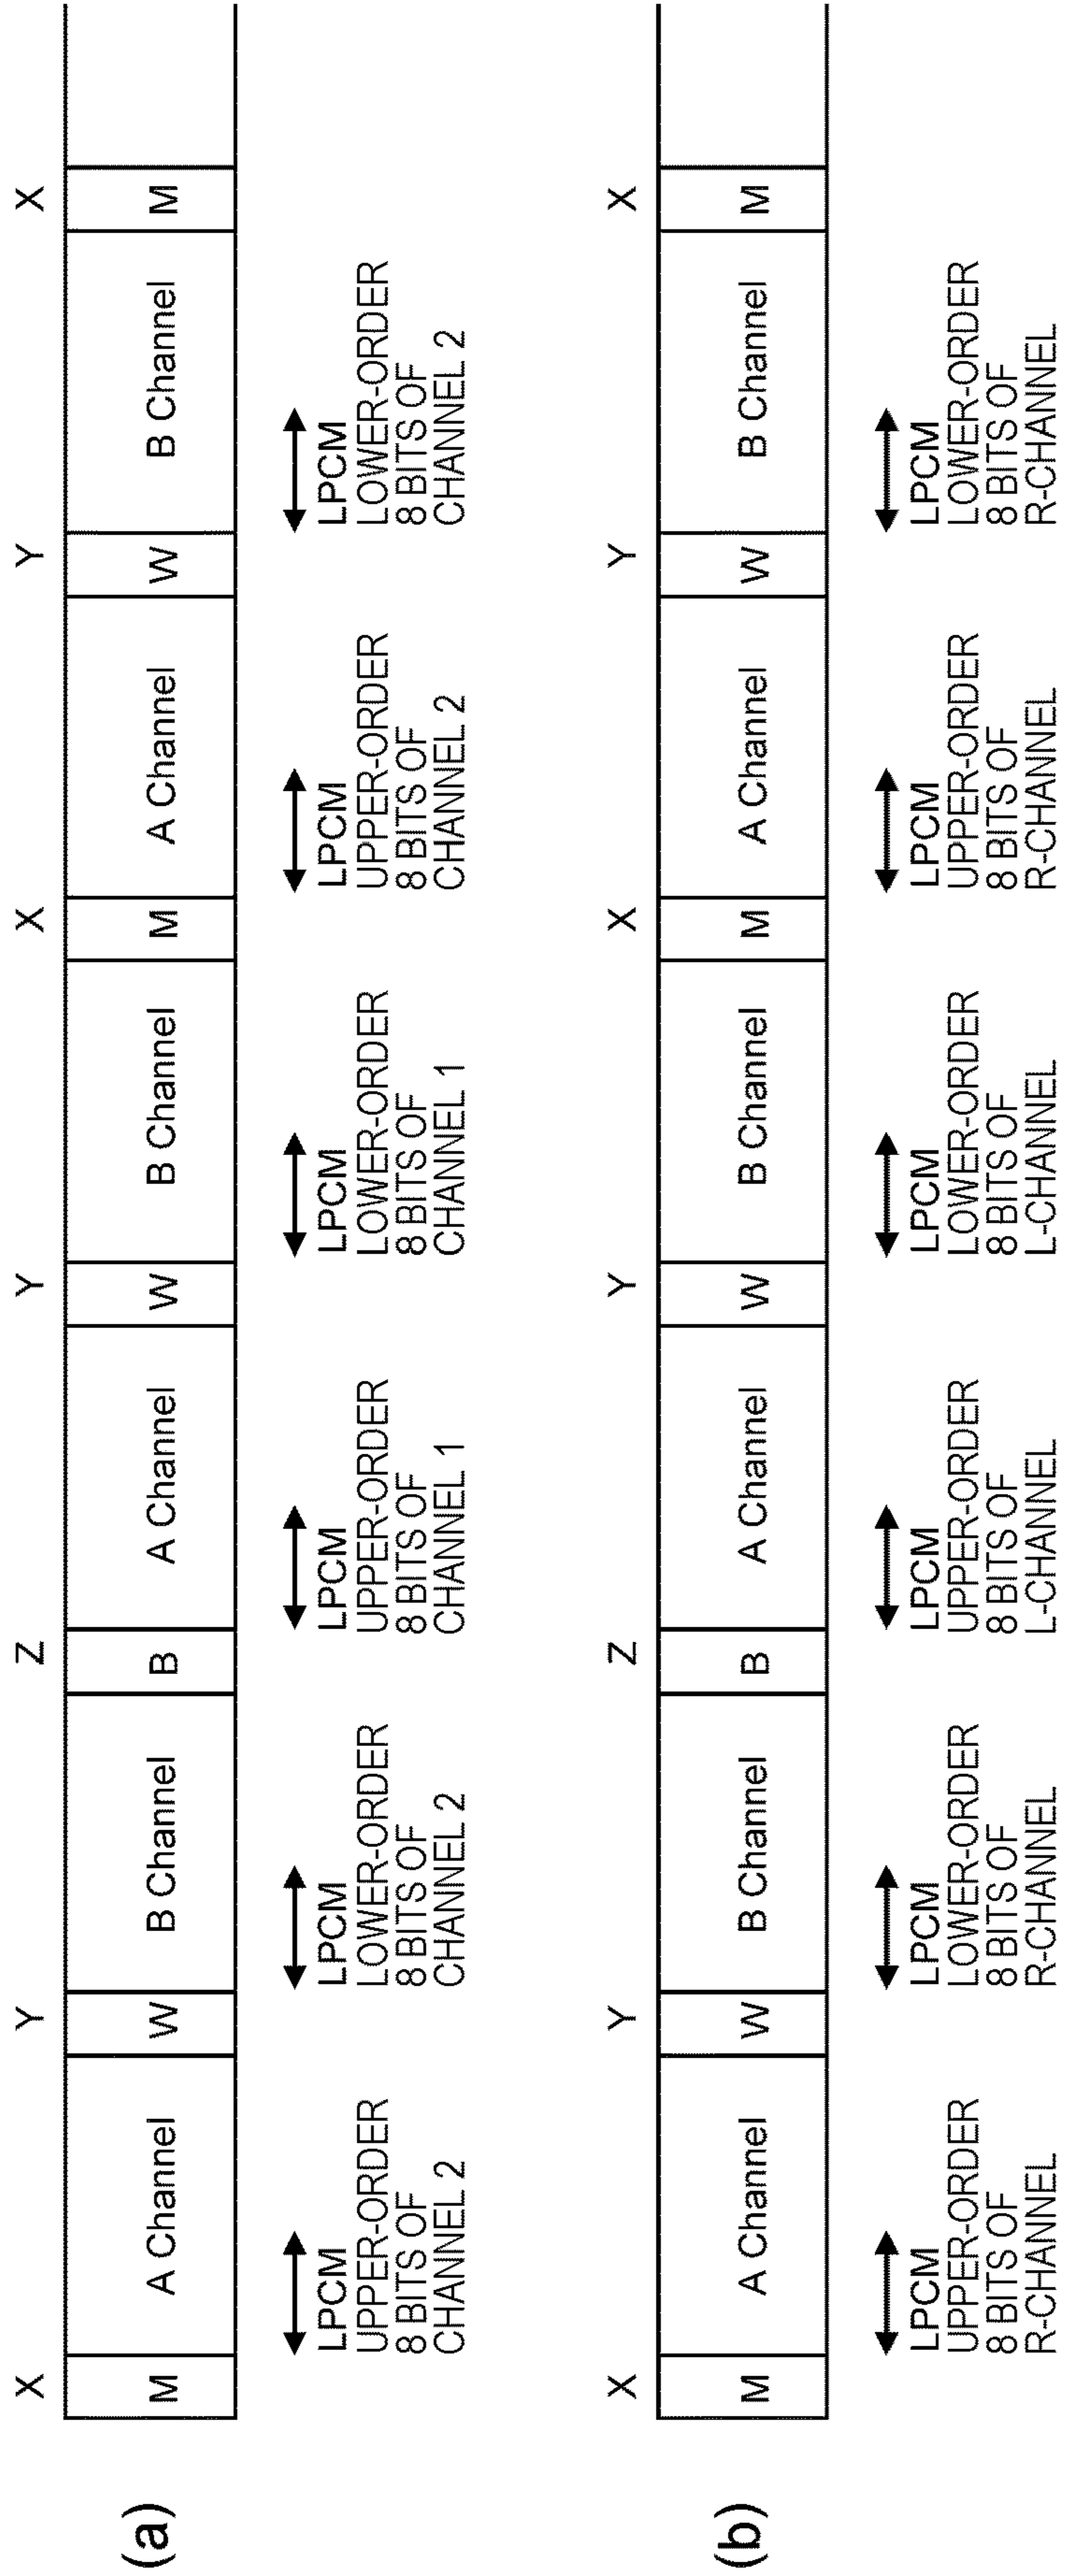 (a)
X Y Z Y X Y X
M A Channel W B Channel B A Channel W B Channel M A Channel W B Channel M
LPCM
UPPER-ORDER
8 BITS OF
CHANNEL 2
LPCM
LOWER-ORDER
8 BITS OF
CHANNEL 2
LPCM
UPPER-ORDER
8 BITS OF
CHANNEL 1
LPCM
LOWER-ORDER
8 BITS OF
CHANNEL 1
LPCM
UPPER-ORDER
8 BITS OF
CHANNEL 2
LPCM
LOWER-ORDER
8 BITS OF
CHANNEL 2
(b)
X Y Z Y X Y X
M A Channel W B Channel B A Channel W B Channel M A Channel W B Channel M
LPCM
UPPER-ORDER
8 BITS OF
R-CHANNEL
LPCM
LOWER-ORDER
8 BITS OF
R-CHANNEL
LPCM
UPPER-ORDER
8 BITS OF
L-CHANNEL
LPCM
LOWER-ORDER
8 BITS OF
L-CHANNEL
LPCM
UPPER-ORDER
8 BITS OF
R-CHANNEL
LPCM
LOWER-ORDER
8 BITS OF
R-CHANNEL